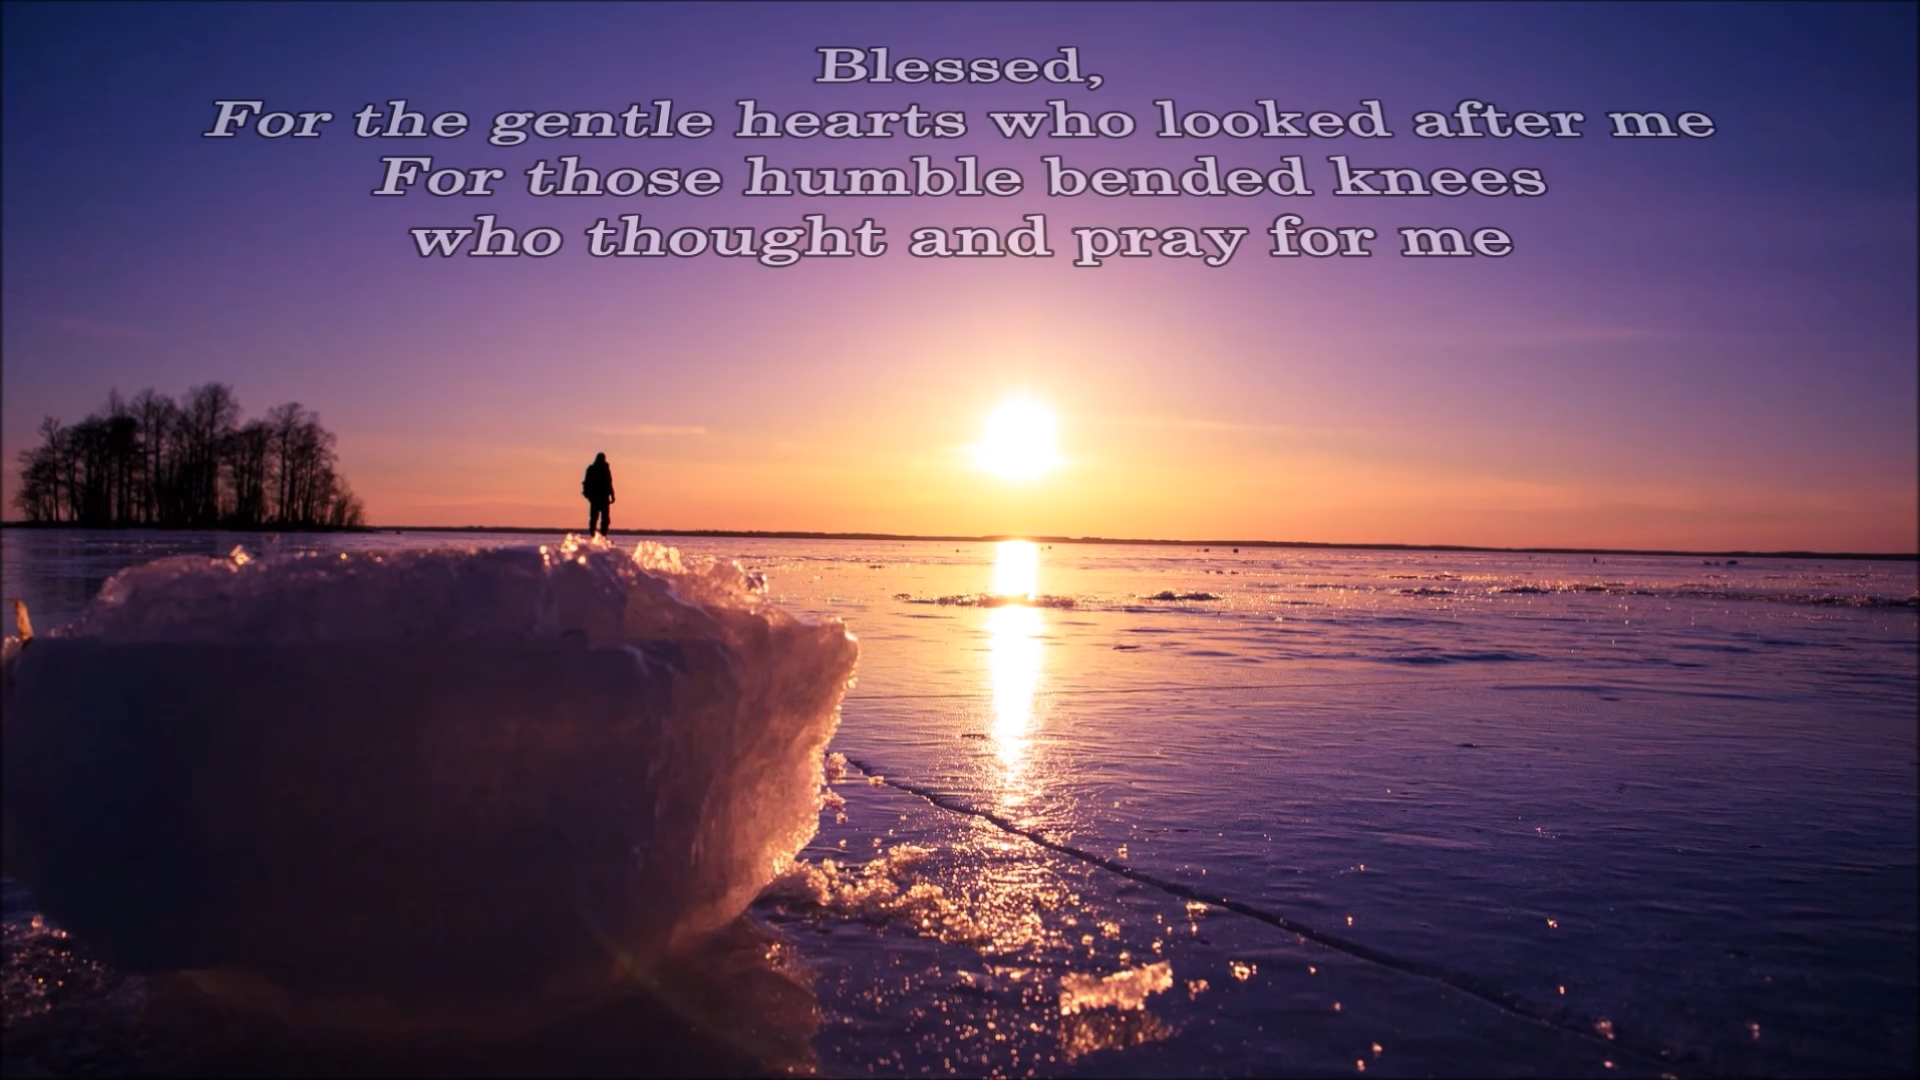 Blessed,
For the gentle hearts who looked after me
For those humble bended knees
who thought and pray for me